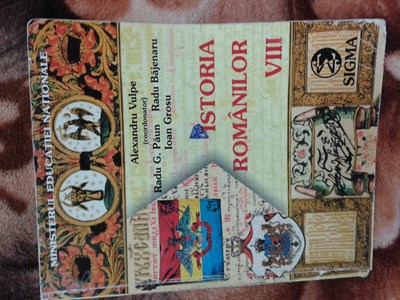 MINISTERUL EDUCAȚIEI NAȚIONALE
Alexandru Vulpe
(coordonator)
Radu G. Păun Radu Băjenaru
Ioan Grosu
ISTORIA
ROMÂNILOR
VIII
SIGMA